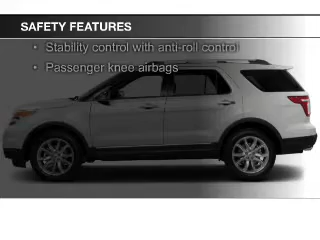 SAFETY FEATURES
• Stability control with anti-roll control
• Passenger knee airbags